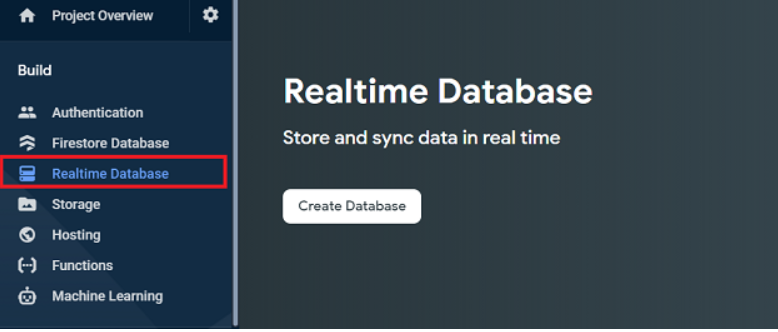 Project Overview
Build
Authentication
Firestore Database
Realtime Database
Storage
Hosting
Functions
Machine Learning
Realtime Database
Store and sync data in real time
Create Database